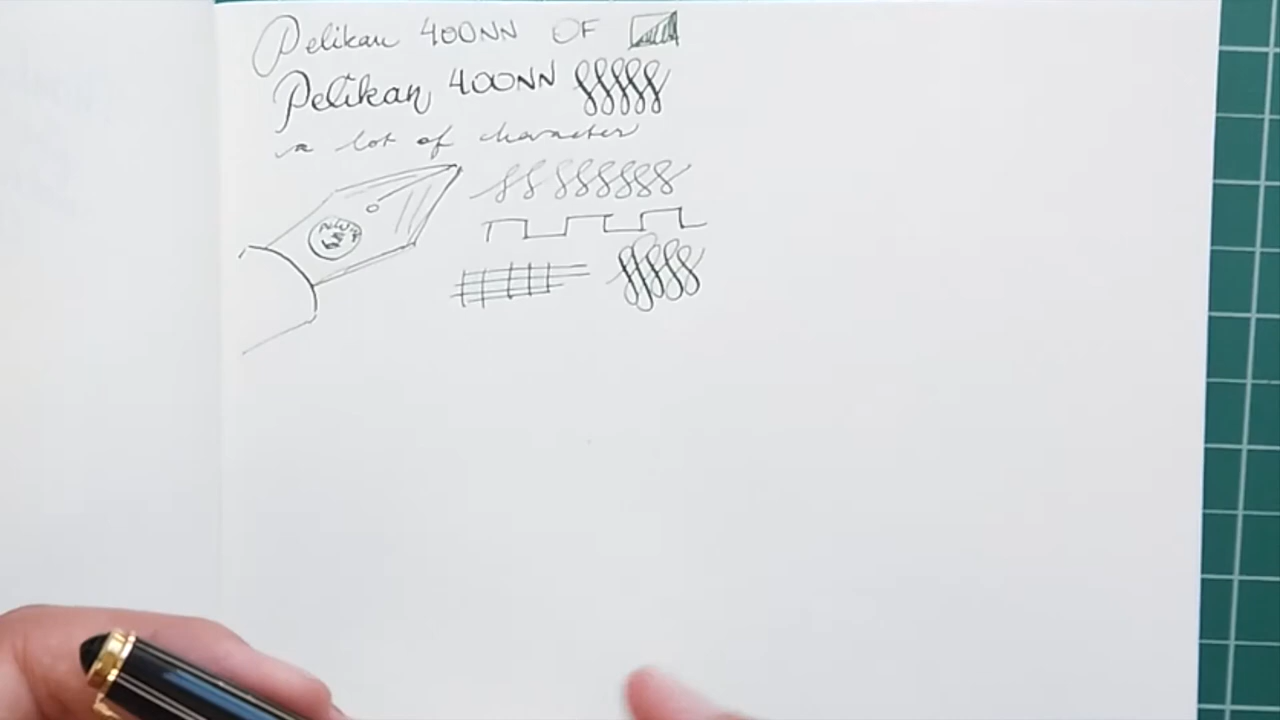 Pelikan 400NN OF
Pelikan 400NN
a lot of character